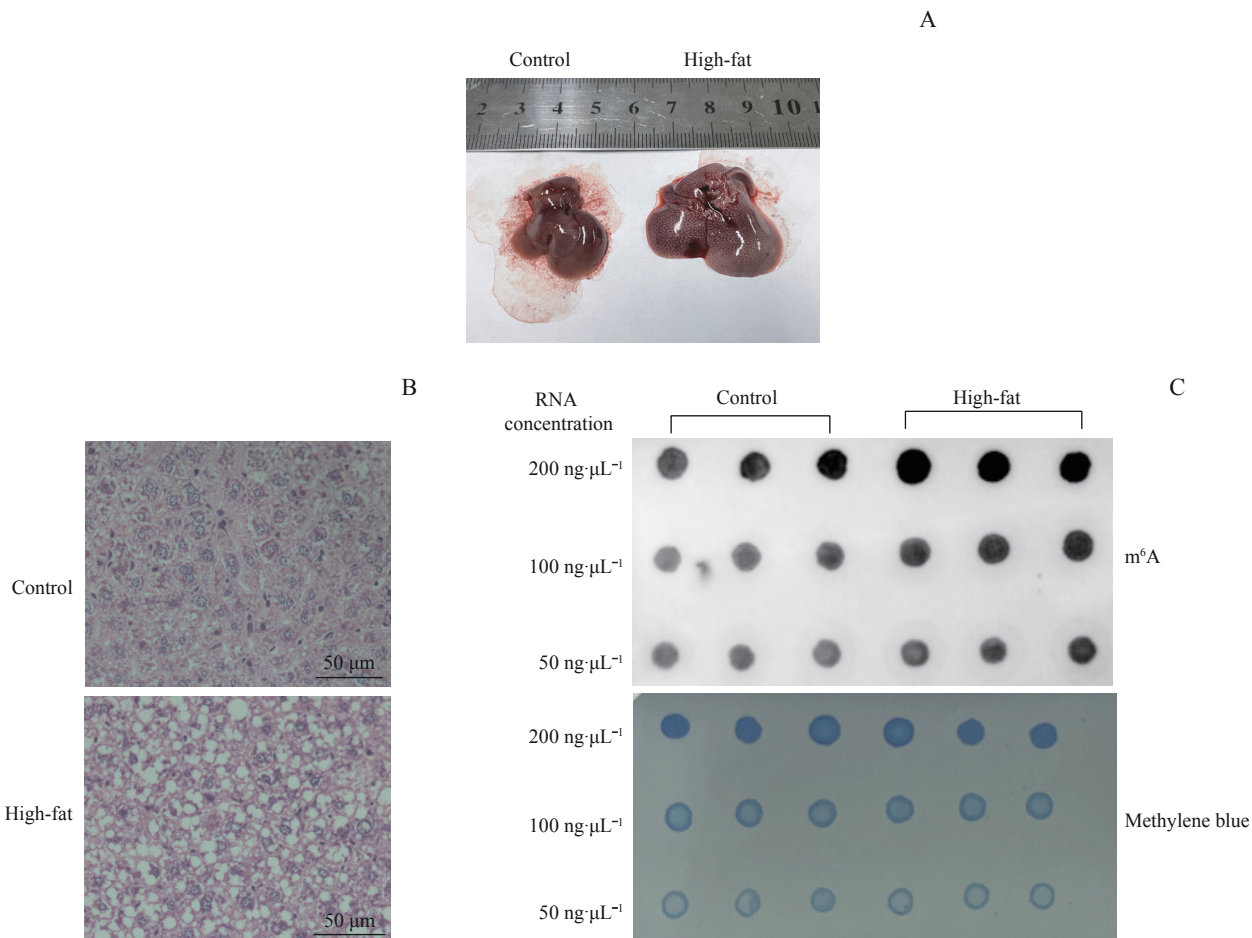 A
Control High-fat
2 3 4 5 6 7 8 9 10 1
B
Control
50 μm
High-fat
50 μm
C
RNA
concentration
Control High-fat
200 ng·μL⁻¹
100 ng·μL⁻¹
50 ng·μL⁻¹
m⁶A
200 ng·μL⁻¹
100 ng·μL⁻¹
50 ng·μL⁻¹
Methylene blue